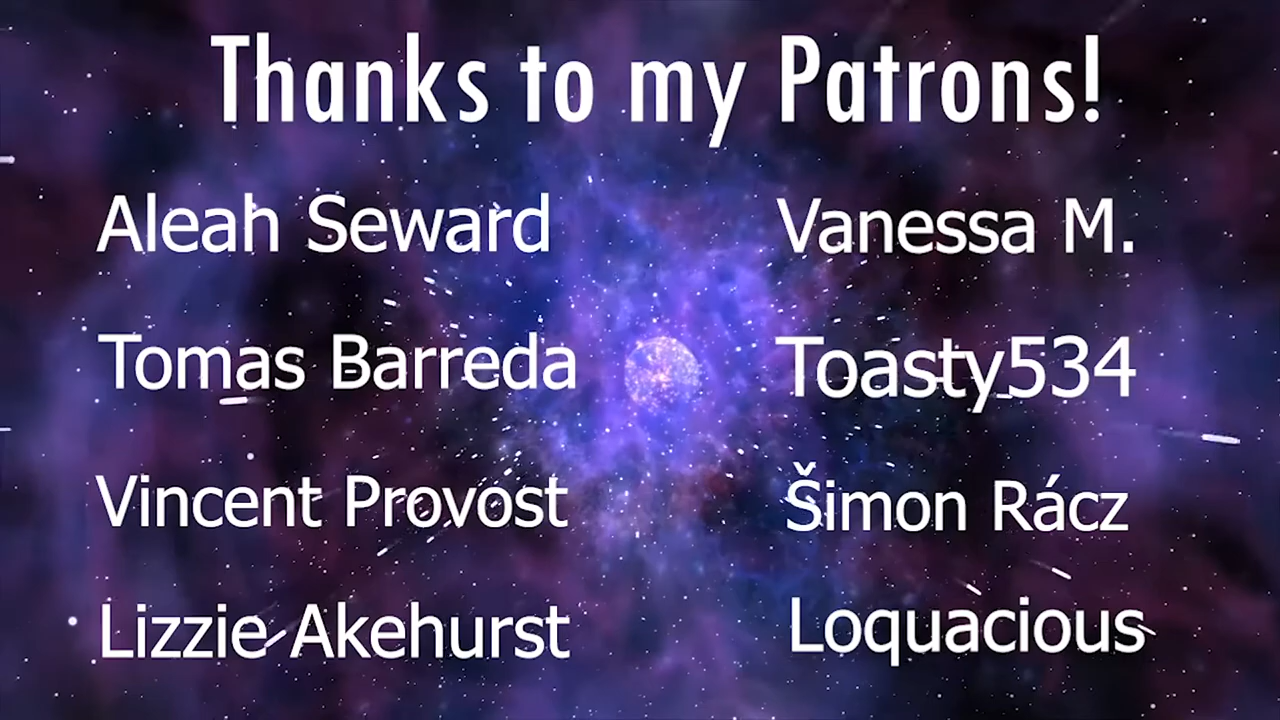 Thanks to my Patrons!
Aleah Seward
Vanessa M.
Tomas Barreda
Toasty534
Vincent Provost
Šimon Rácz
Lizzie Akehurst
Loquacious